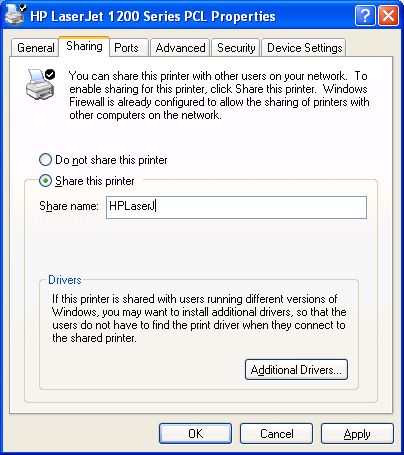 HP LaserJet 1200 Series PCL Properties
General Sharing Ports Advanced Security Device Settings
You can share this printer with other users on your network. To
enable sharing for this printer, click Share this printer. Windows
Firewall is already configured to allow the sharing of printers with
other computers on the network.
Do not share this printer
Share this printer
Share name: HPLaserJ
Drivers
If this printer is shared with users running different versions of
Windows, you may want to install additional drivers, so that the
users do not have to find the print driver when they connect to
the shared printer.
Additional Drivers...
OK Cancel Apply